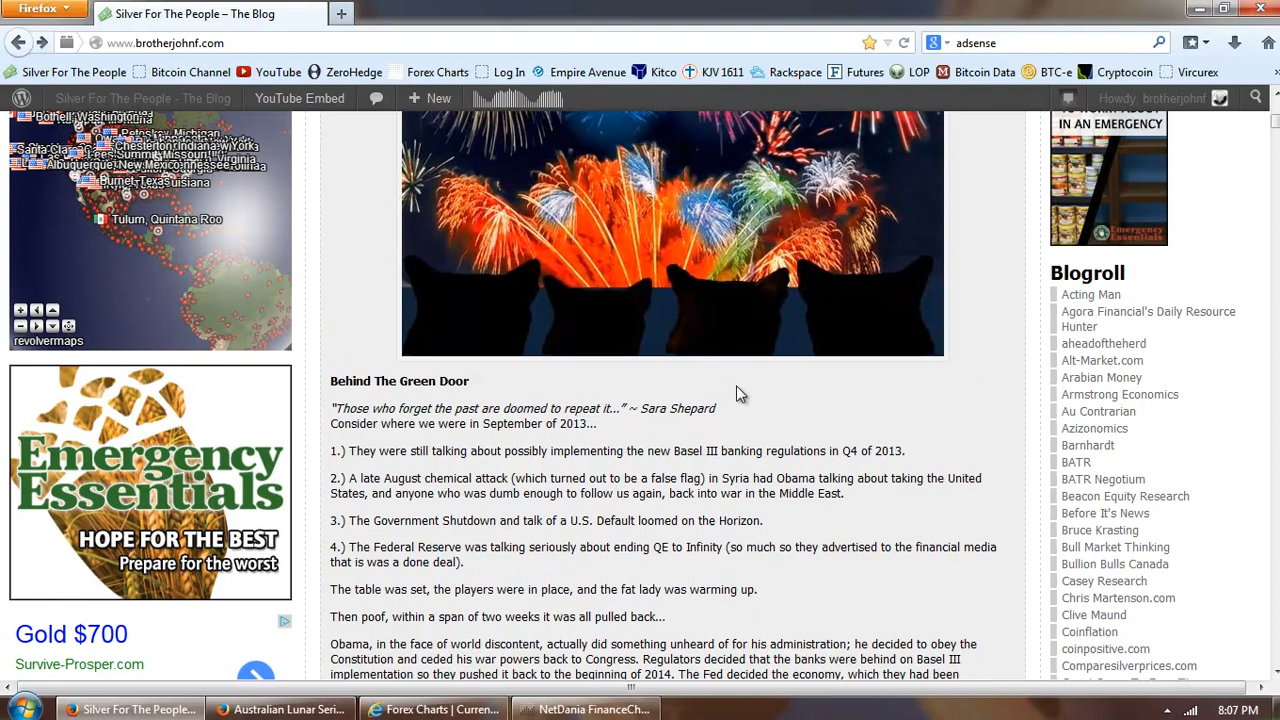 Firefox
Silver For The People – The Blog
www.brotherjohnf.com
adsense
Silver For The People
Bitcoin Channel
YouTube
ZeroHedge
Forex Charts
Log In
Empire Avenue
Kitco
KJV 1611
Rackspace
Futures
LOP
Bitcoin Data
BTC-e
Cryptocoin
Vircurex
Silver For The People - The Blog
YouTube Embed
New
Howdy, brotherjohnf
Bothell, Washington
Petoskey, Michigan
Chesterton, Indiana
Burnet, Texas
Tulum, Quintana Roo
revolvermaps
Emergency
Essentials
HOPE FOR THE BEST
Prepare for the worst
Gold $700
Survive-Prosper.com
Behind The Green Door
"Those who forget the past are doomed to repeat it..." ~ Sara Shepard
Consider where we were in September of 2013...
1.) They were still talking about possibly implementing the new Basel III banking regulations in Q4 of 2013.
2.) A late August chemical attack (which turned out to be a false flag) in Syria had Obama talking about taking the United
States, and anyone who was dumb enough to follow us again, back into war in the Middle East.
3.) The Government Shutdown and talk of a U.S. Default loomed on the Horizon.
4.) The Federal Reserve was talking seriously about ending QE to Infinity (so much so they advertised to the financial media
that is was a done deal).
The table was set, the players were in place, and the fat lady was warming up.
Then poof, within a span of two weeks it was all pulled back...
Obama, in the face of world discontent, actually did something unheard of for his administration; he decided to obey the
Constitution and ceded his war powers back to Congress. Regulators decided that the banks were behind on Basel III
implementation so they pushed it back to the beginning of 2014. The Fed decided the economy, which they had been
IN AN EMERGENCY
Emergency
Essentials
Blogroll
Acting Man
Agora Financial's Daily Resource
Hunter
aheadoftheherd
Alt-Market.com
Arabian Money
Armstrong Economics
Au Contrarian
Azizonomics
Barnhardt
BATR
BATR Negotium
Beacon Equity Research
Before It's News
Bruce Krasting
Bull Market Thinking
Bullion Bulls Canada
Casey Research
Chris Martenson.com
Clive Maund
Coinflation
coinpositive.com
Comparesilverprices.com
Silver For The People...
Australian Lunar Seri...
Forex Charts | Curren...
NetDania FinanceCh...
8:07 PM